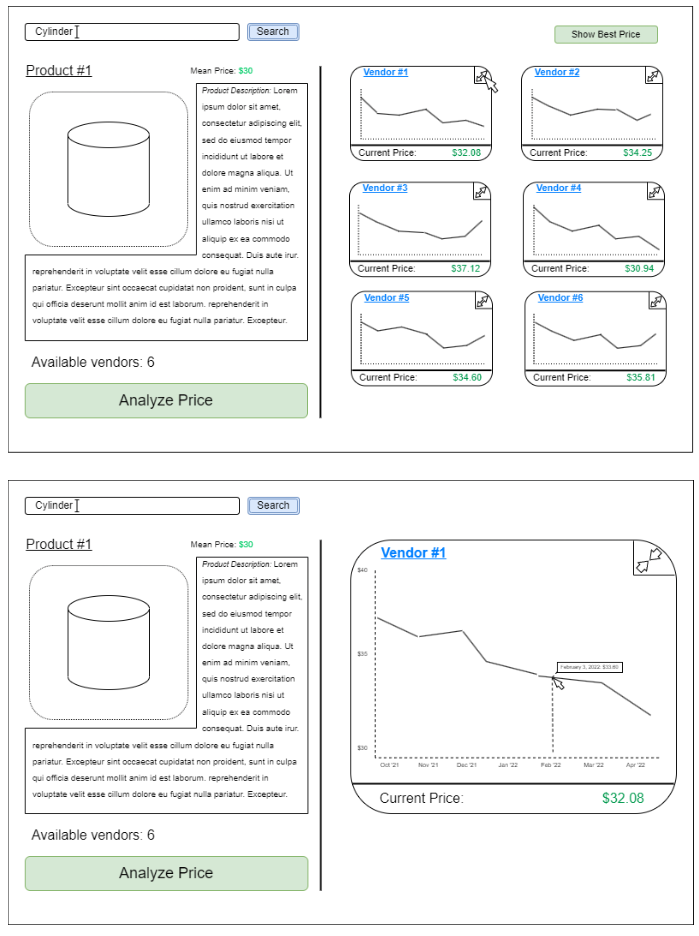 Cylinder
Search
Show Best Price
Product #1
Mean Price: $30
Product Description: Lorem
ipsum dolor sit amet,
consectetur adipiscing elit,
sed do eiusmod tempor
incididunt ut labore et
dolore magna aliqua. Ut
enim ad minim veniam,
quis nostrud exercitation
ullamco laboris nisi ut
aliquip ex ea commodo
consequat. Duis aute irur.
reprehenderit in voluptate velit esse cillum dolore eu fugiat nulla
pariatur. Excepteur sint occaecat cupidatat non proident, sunt in culpa
qui officia deserunt mollit anim id est laborum. reprehenderit in
voluptate velit esse cillum dolore eu fugiat nulla pariatur. Excepteur.
Available vendors: 6
Analyze Price
Vendor #1
Current Price: $32.08
Vendor #2
Current Price: $34.25
Vendor #3
Current Price: $37.12
Vendor #4
Current Price: $30.94
Vendor #5
Current Price: $34.60
Vendor #6
Current Price: $35.81
Cylinder
Search
Product #1
Mean Price: $30
Product Description: Lorem
ipsum dolor sit amet,
consectetur adipiscing elit,
sed do eiusmod tempor
incididunt ut labore et
dolore magna aliqua. Ut
enim ad minim veniam,
quis nostrud exercitation
ullamco laboris nisi ut
aliquip ex ea commodo
consequat. Duis aute irur.
reprehenderit in voluptate velit esse cillum dolore eu fugiat nulla
pariatur. Excepteur sint occaecat cupidatat non proident, sunt in culpa
qui officia deserunt mollit anim id est laborum. reprehenderit in
voluptate velit esse cillum dolore eu fugiat nulla pariatur. Excepteur.
Available vendors: 6
Analyze Price
Vendor #1
$40
$35
$30
February 3, 2022:
Oct '21 Nov '21 Dec '21 Jan '22 Feb '22 Mar '22 Apr '22
Current Price: $32.08